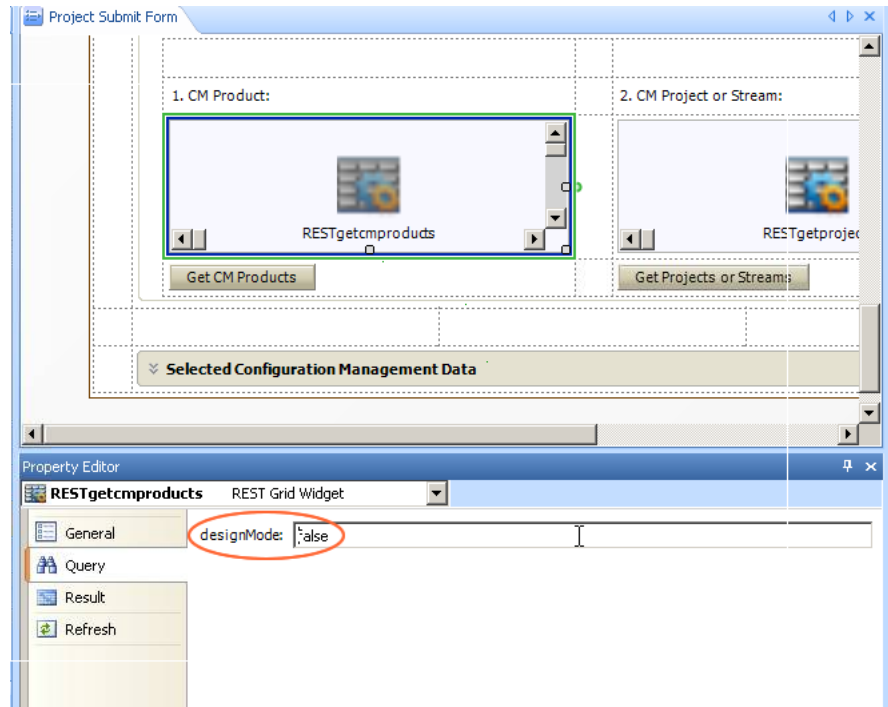 Project Submit Form
1. CM Product:
2. CM Project or Stream:
RESTgetcmproducts
RESTgetprojec
Get CM Products
Get Projects or Streams
Selected Configuration Management Data
Property Editor
RESTgetcmproducts REST Grid Widget
General
designMode: false
Query
Result
Refresh